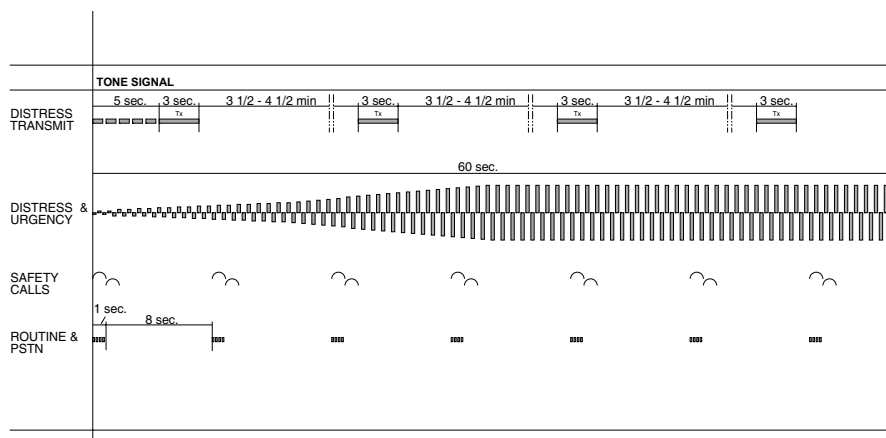 TONE SIGNAL
5 sec. 3 sec. 3 1/2 - 4 1/2 min 3 sec. 3 1/2 - 4 1/2 min 3 sec. 3 1/2 - 4 1/2 min 3 sec.
DISTRESS TRANSMIT
Tx Tx Tx Tx
60 sec.
DISTRESS &
URGENCY
SAFETY
CALLS
1 sec.
8 sec.
ROUTINE &
PSTN